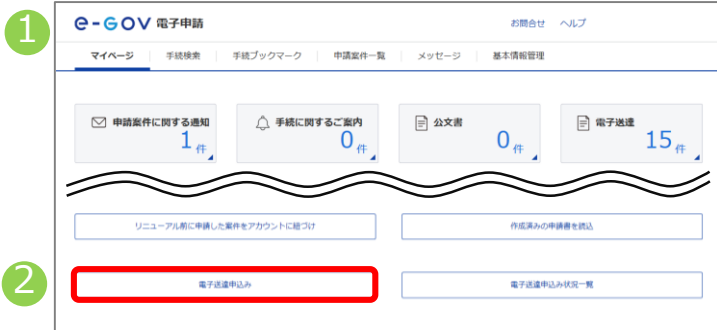 1
e-GOV 電子申請
お問合せ ヘルプ
マイページ 手続検索 手続ブックマーク 申請案件一覧 メッセージ 基本情報管理
申請案件に関する通知 1件
手続に関するご案内 0件
公文書 0件
電子送達 15件
リニューアル前に申請した案件をアカウントに紐づけ
作成済みの申請書を読込
2
電子送達申込み
電子送達申込み状況一覧